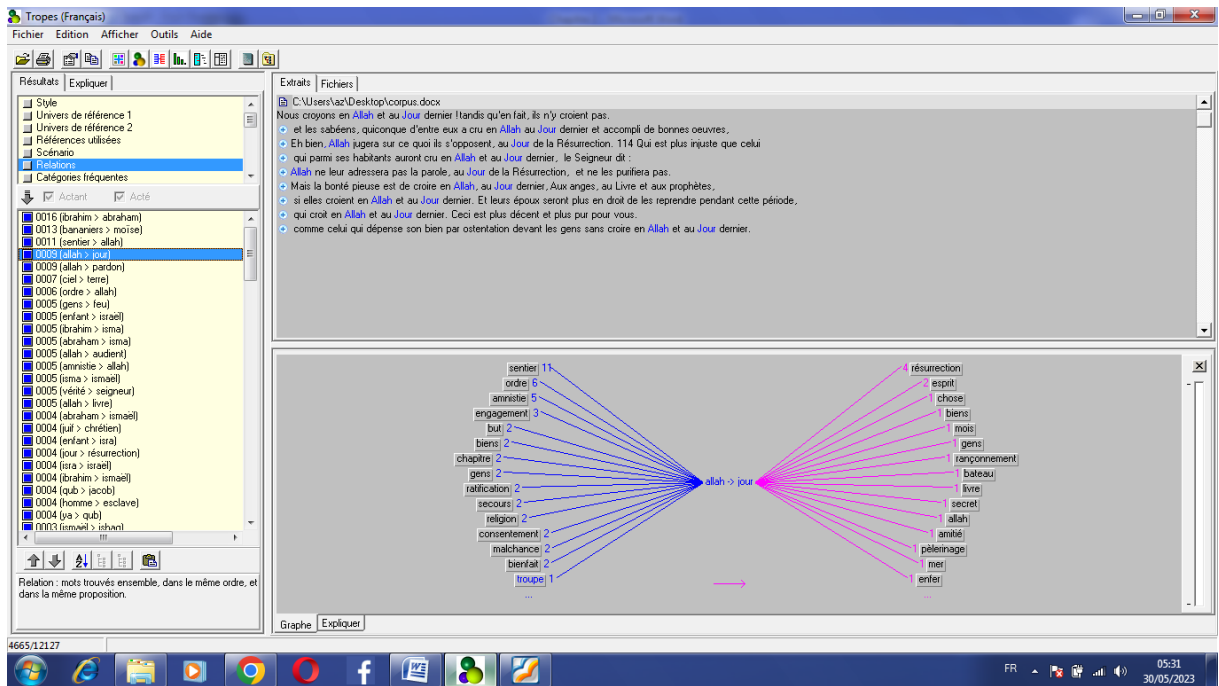 Tropes (Français)
Fichier Edition Afficher Outils Aide
Résultats Expliquer
Style
Univers de référence 1
Univers de référence 2
Références utilisées
Scénario
Relations
Catégories fréquentes
Actant Acté
0016 (ibrahim > abraham)
0013 (bananiers > moïse)
0011 (sentier > allah)
0009 (allah > jour)
0009 (allah > pardon)
0007 (ciel > terre)
0006 (ordre > allah)
0005 (gens > feu)
0005 (enfant > israël)
0005 (ibrahim > isma)
0005 (abraham > isma)
0005 (allah > audient)
0005 (amnistie > allah)
0005 (isma > ismaël)
0005 (vérité > seigneur)
0005 (allah > livre)
0004 (abraham > ismaël)
0004 (juif > chrétien)
0004 (enfant > isra)
0004 (jour > résurrection)
0004 (isra > israël)
0004 (ibrahim > ismaël)
0004 (qub > jacob)
0004 (homme > esclave)
0004 (ya > qub)
0003 (ismaël > ishaq)
Relation : mots trouvés ensemble, dans le même ordre, et
dans la même proposition.
4665/12127
Extraits Fichiers
C:\Users\az\Desktop\corpus.docx
Nous croyons en Allah et au Jour dernier !tandis qu'en fait, ils n'y croient pas.
et les sabéens, quiconque d'entre eux a cru en Allah au Jour dernier et accompli de bonnes oeuvres,
Eh bien, Allah jugera sur ce quoi ils s'opposent, au Jour de la Résurrection. 114 Qui est plus injuste que celui
qui parmi ses habitants auront cru en Allah et au Jour dernier, le Seigneur dit :
Allah ne leur adressera pas la parole, au Jour de la Résurrection, et ne les purifiera pas.
Mais la bonté pieuse est de croire en Allah, au Jour dernier, Aux anges, au Livre et aux prophètes,
si elles croient en Allah et au Jour dernier. Et leurs époux seront plus en droit de les reprendre pendant cette période,
qui croit en Allah et au Jour dernier. Ceci est plus décent et plus pur pour vous.
comme celui qui dépense son bien par ostentation devant les gens sans croire en Allah et au Jour dernier.
sentier 11
ordre 6
amnistie 5
engagement 3
but 2
biens 2
chapitre 2
gens 2
ratification 2
secours 2
religion 2
consentement 2
malchance 2
bienfait 2
troupe 1
...
allah -> jour
4 résurrection
2 esprit
1 chose
1 biens
1 mois
1 gens
1 rançonnement
1 bateau
1 livre
1 secret
1 allah
1 amitié
1 pèlerinage
1 mer
1 enfer
...
Graphe Expliquer
FR
05:31
30/05/2023